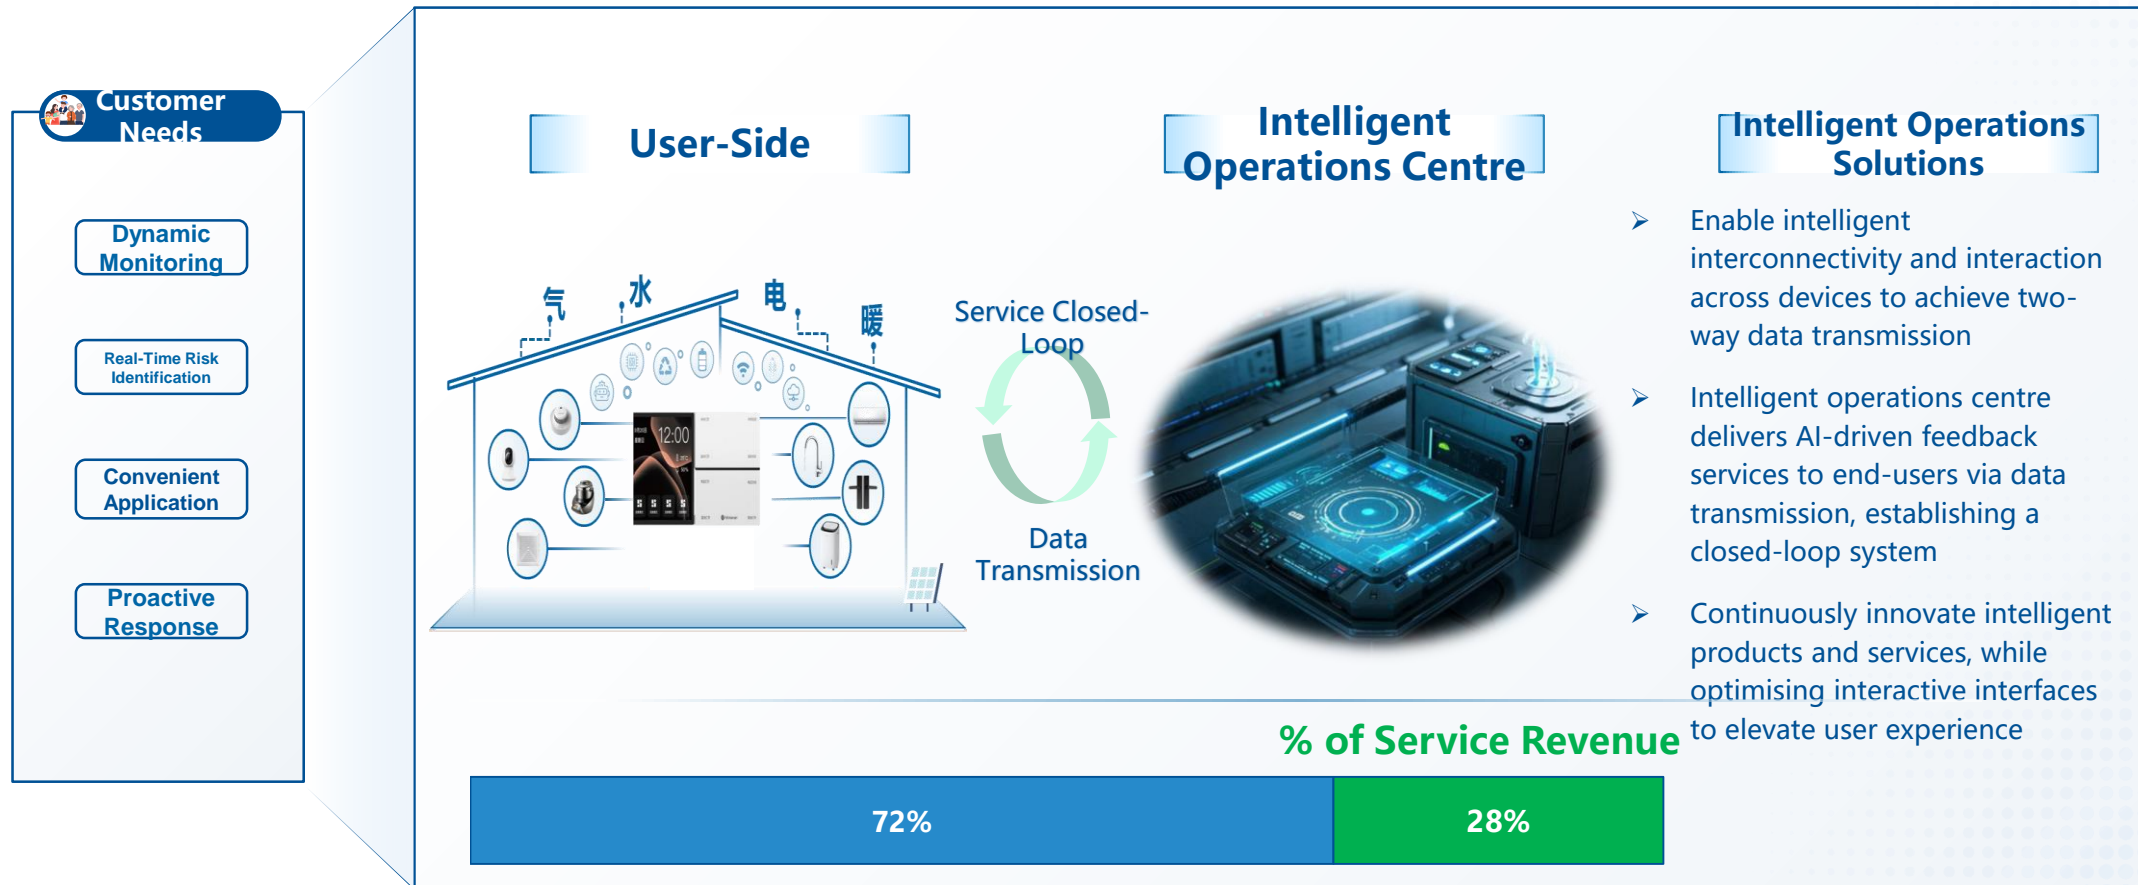 Customer
Needs
Dynamic
Monitoring
Real-Time Risk
Identification
Convenient
Application
Proactive
Response
User-Side
气
水
电
暖
12:00
Service Closed-
Loop
Data
Transmission
Intelligent
Operations Centre
Intelligent Operations
Solutions
Enable intelligent
interconnectivity and interaction
across devices to achieve two-
way data transmission
Intelligent operations centre
delivers AI-driven feedback
services to end-users via data
transmission, establishing a
closed-loop system
Continuously innovate intelligent
products and services, while
optimising interactive interfaces
to elevate user experience
% of Service Revenue
72%
28%